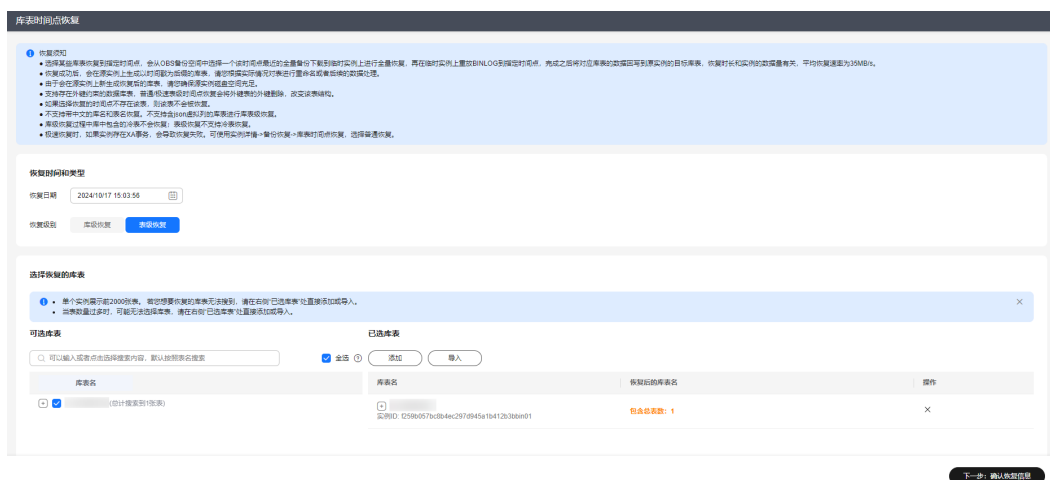 库表时间点恢复
恢复须知
• 选择某些库表恢复到指定时间点，会从OBS备份空间中选择一个该时间点最近的全量备份下载到临时实例上进行全量恢复，再在临时实例上重放BINLOG到指定时间点，完成之后将对应库表的数据回写到原实例的目标库表，恢复时长和实例的数据量有关，平均恢复速率为35MB/s。
• 恢复成功后，会在源实例上生成以时间戳为后缀的库表，请您根据实际情况对表进行重命名或者后续的数据处理。
• 由于会在源实例上新生成恢复后的库表，请您确保源实例磁盘空间充足。
• 支持存在外键约束的数据库表，普通/极速表级时间点恢复会将外键表的外键删除，改变该表结构。
• 如果选择恢复的时间点不存在该表，则该表不会被恢复。
• 不支持带中文的库名和表名恢复。不支持含json虚拟列的库表进行库表级恢复。
• 库级恢复过程中库中包含的冷表不会恢复；表级恢复不支持冷表恢复。
• 极速恢复时，如果实例存在XA事务，会导致恢复失败。可使用实例详情->备份恢复->库表时间点恢复，选择普通恢复。
恢复时间和类型
恢复日期 2024/10/17 15:03:56
恢复级别 库级恢复 表级恢复
选择恢复的库表
• 单个实例展示前2000张表。若您想要恢复的库表无法搜到，请在右侧“已选库表”处直接添加或导入。
• 当表数量过多时，可能无法选择库表，请在右侧“已选库表”处直接添加或导入。
可选库表 已选库表
可以输入或者点击选择搜索内容，默认按照表名搜索 全选 添加 导入
库表名 库表名 恢复后的库表名 操作
(总计搜索到1张表)
实例ID: f259b057bc0b4ec297d945a1b412b3bbin01 包含总表数：1
下一步：确认恢复信息